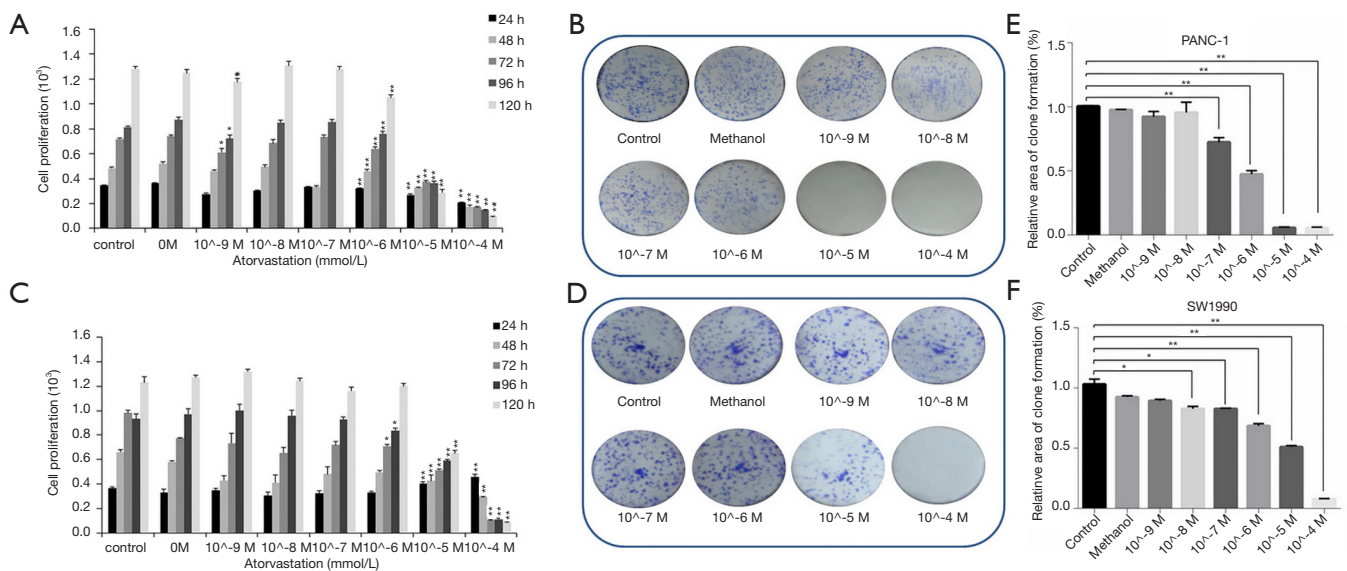 A
Cell proliferation (10³)
1.6
1.4
1.2
1.0
0.8
0.6
0.4
0.2
0.0
24 h
48 h
72 h
96 h
120 h
control 0M 10^-9 M 10^-8 M 10^-7 M 10^-6 M 10^-5 M 10^-4 M
Atorvastation (mmol/L)
B
Control Methanol 10^-9 M 10^-8 M
10^-7 M 10^-6 M 10^-5 M 10^-4 M
E
PANC-1
Relatinve area of clone formation (%)
1.5
1.0
0.5
0.0
**
**
**
**
Control Methanol 10^-9 M 10^-8 M 10^-7 M 10^-6 M 10^-5 M 10^-4 M
C
Cell proliferation (10³)
1.6
1.4
1.2
1.0
0.8
0.6
0.4
0.2
0.0
24 h
48 h
72 h
96 h
120 h
control 0M 10^-9 M 10^-8 M 10^-7 M 10^-6 M 10^-5 M 10^-4 M
Atorvastation (mmol/L)
D
Control Methanol 10^-9 M 10^-8 M
10^-7 M 10^-6 M 10^-5 M 10^-4 M
F
SW1990
Relatinve area of clone formation (%)
1.5
1.0
0.5
0.0
**
**
**
*
*
Control Methanol 10^-9 M 10^-8 M 10^-7 M 10^-6 M 10^-5 M 10^-4 M